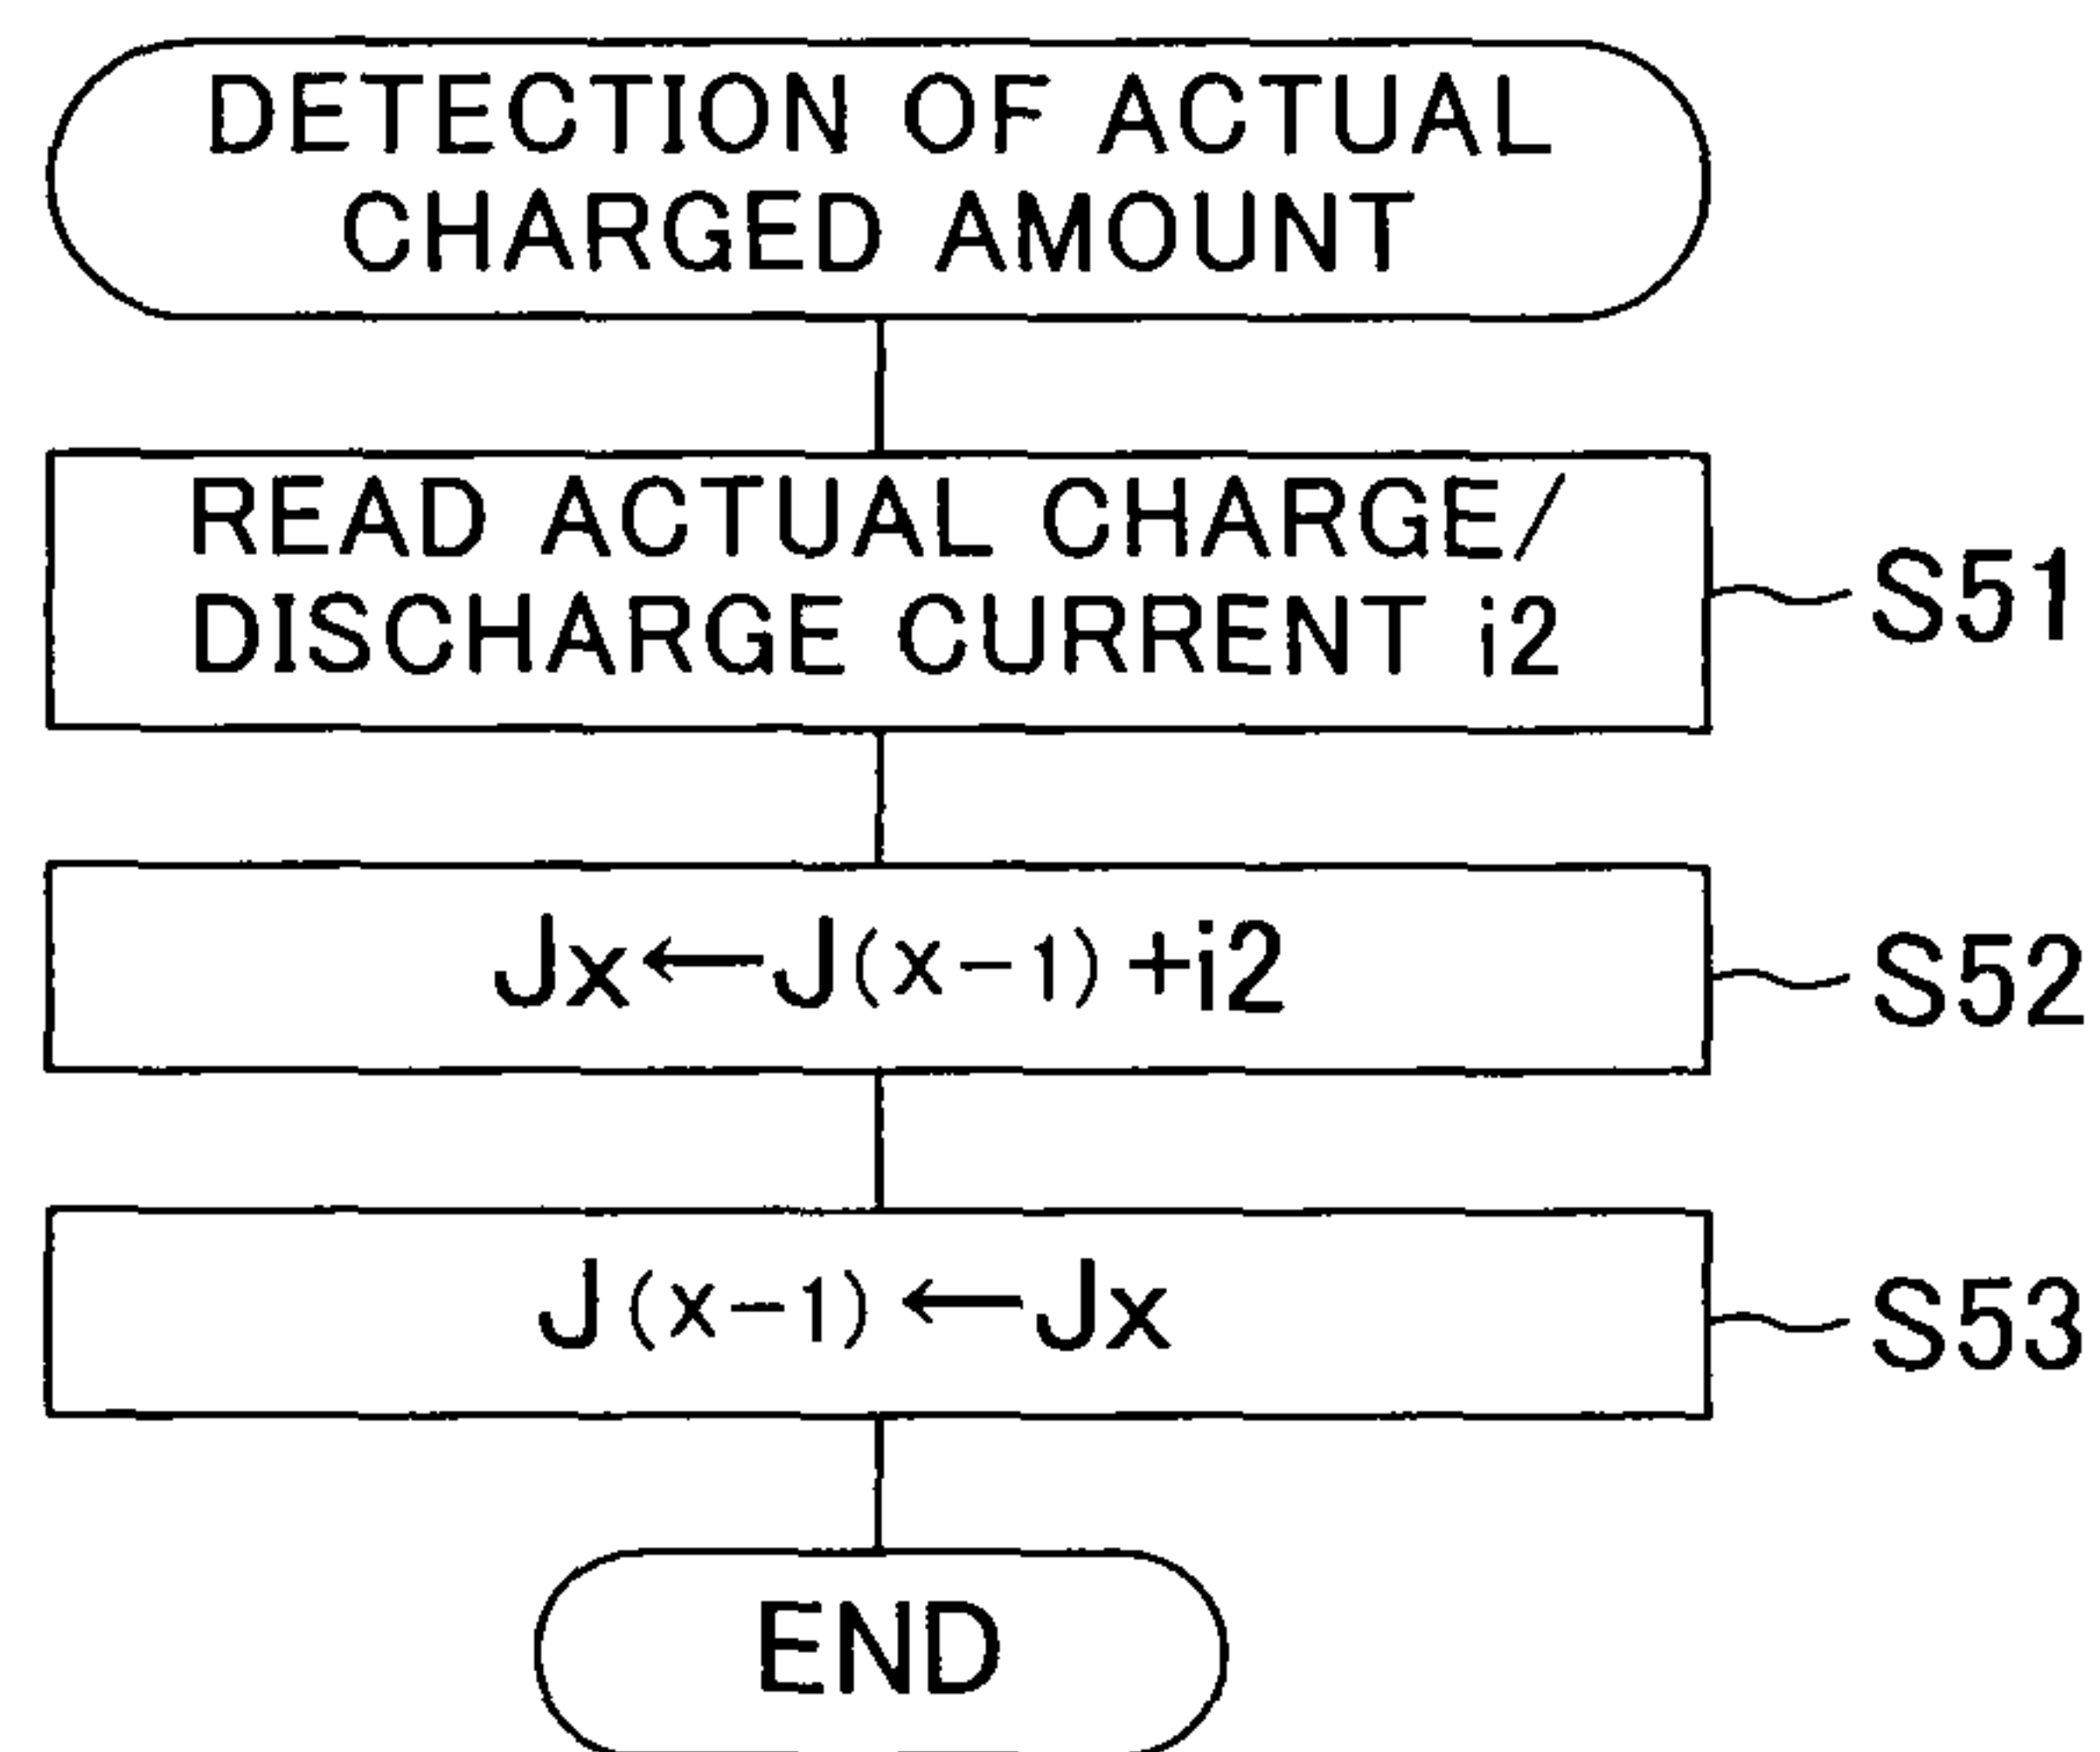 DETECTION OF ACTUAL
CHARGED AMOUNT
READ ACTUAL CHARGE/
DISCHARGE CURRENT i2
S51
Jx←J(x-1)+i2
S52
J(x-1)←Jx
S53
END